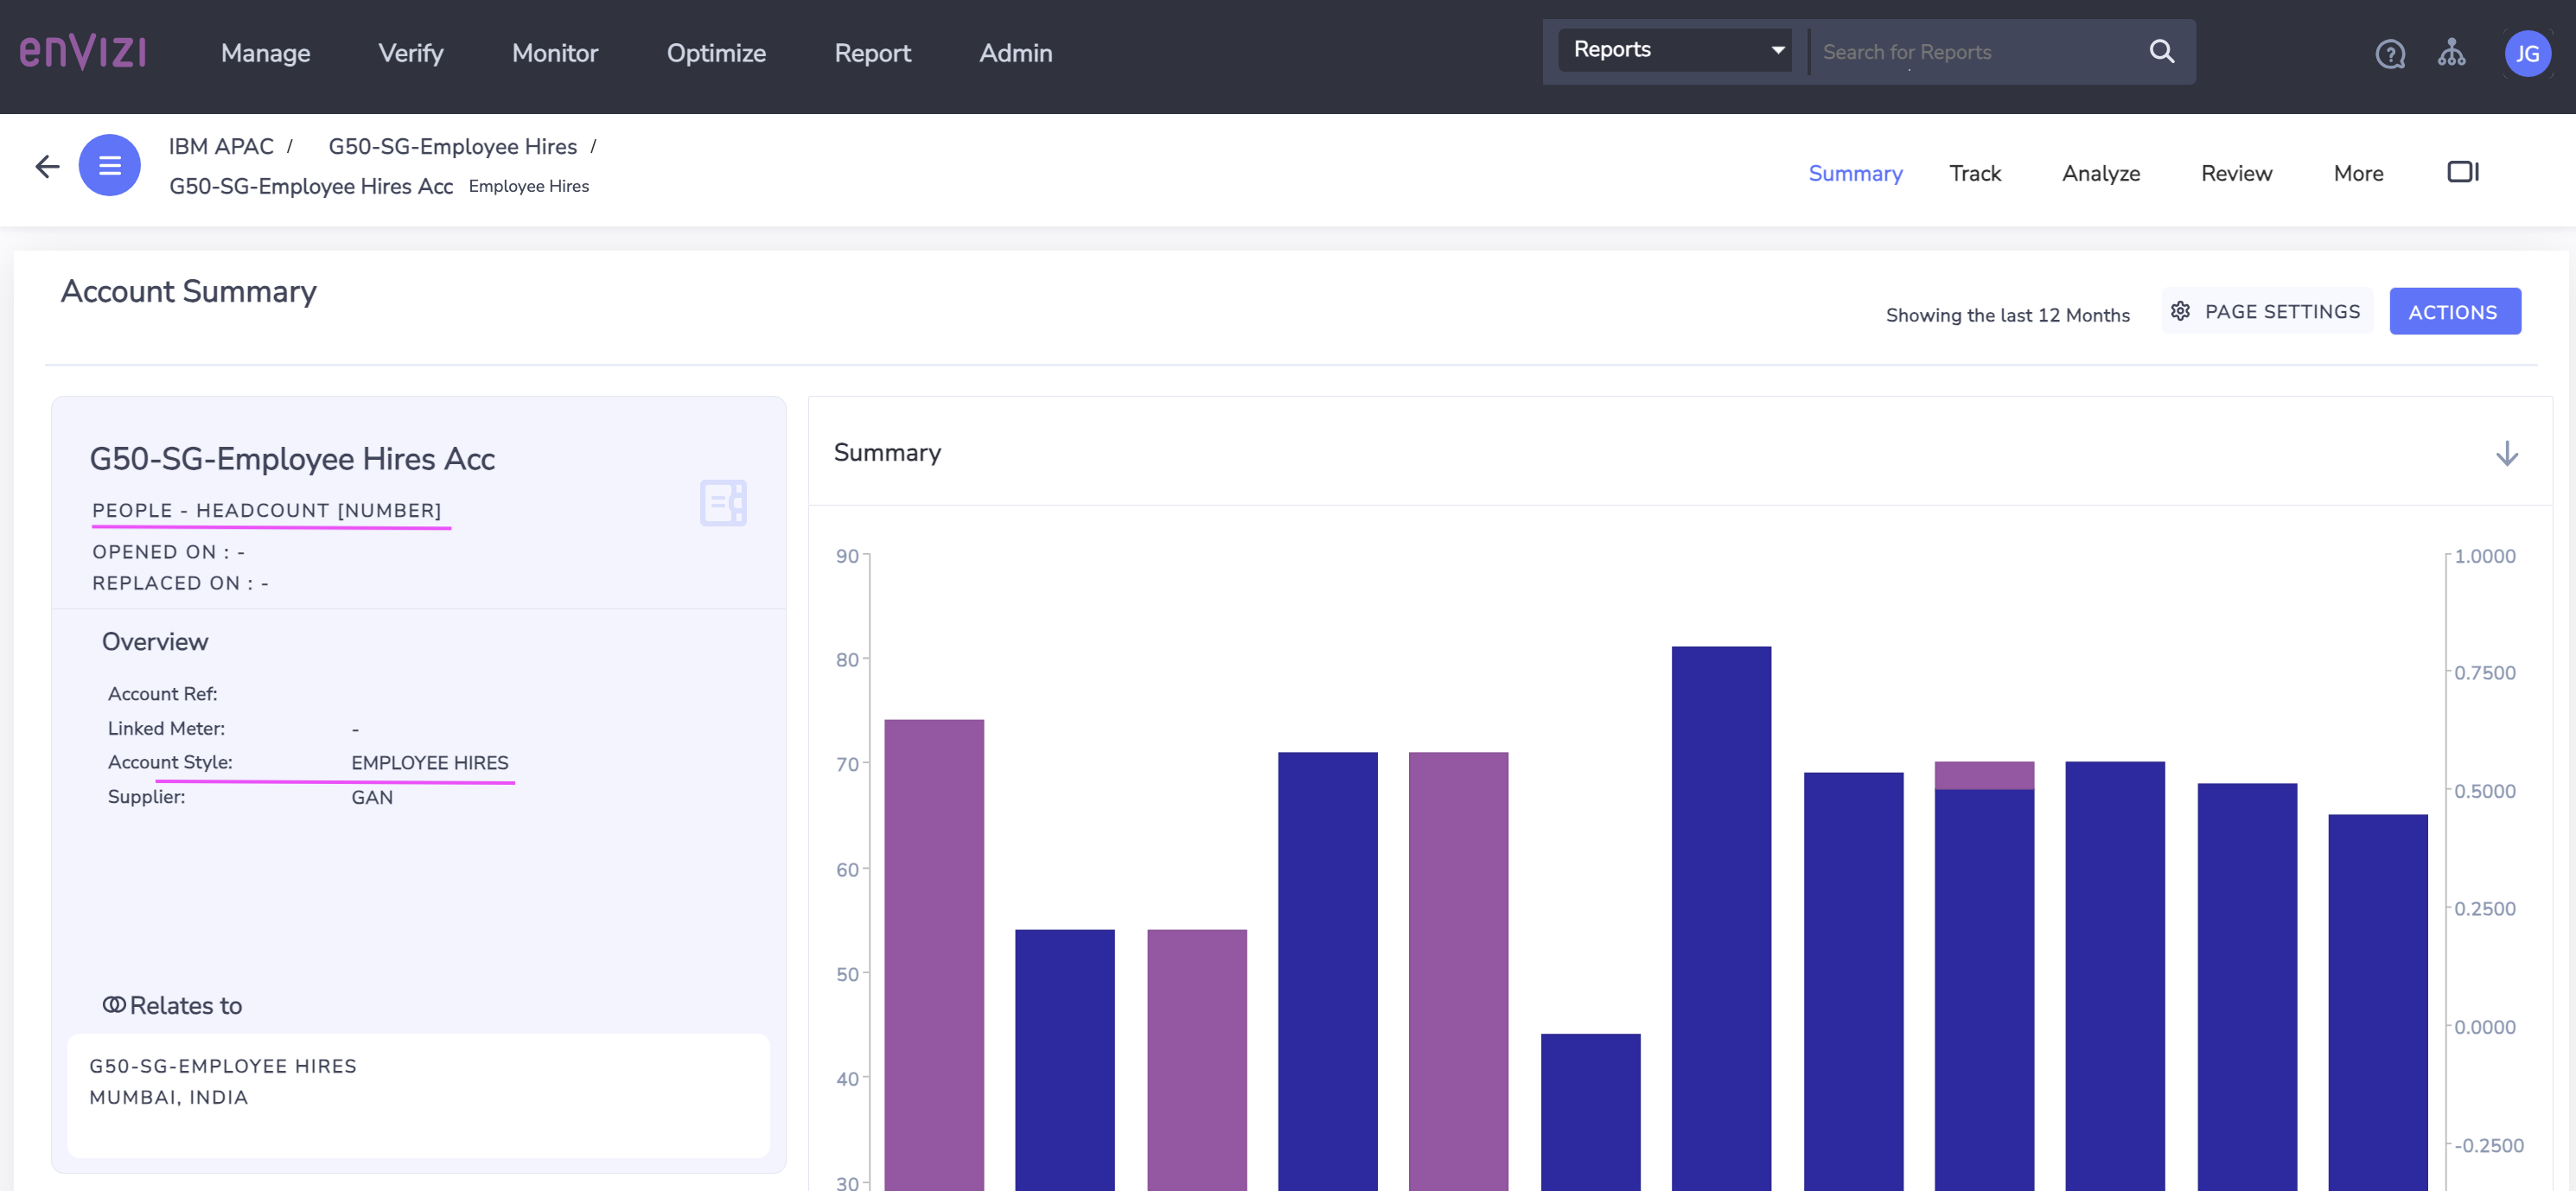 enVIZI
Manage Verify Monitor Optimize Report Admin
Reports Search for Reports
JG
IBM APAC / G50-SG-Employee Hires /
G50-SG-Employee Hires Acc Employee Hires
Summary Track Analyze Review More
Account Summary
Showing the last 12 Months PAGE SETTINGS ACTIONS
G50-SG-Employee Hires Acc
PEOPLE - HEADCOUNT [NUMBER]
OPENED ON : -
REPLACED ON : -
Overview
Account Ref:
Linked Meter: -
Account Style: EMPLOYEE HIRES
Supplier: GAN
Relates to
G50-SG-EMPLOYEE HIRES
MUMBAI, INDIA
Summary
90
80
70
60
50
40
30
1.0000
0.7500
0.5000
0.2500
0.0000
-0.2500